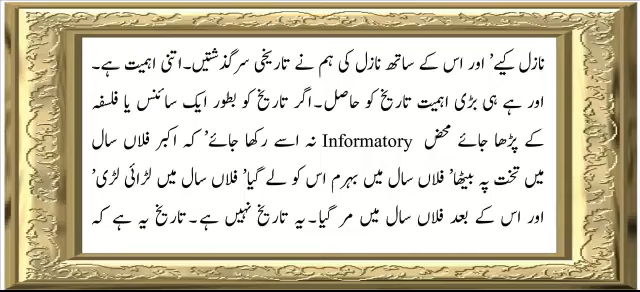 نازل کیے' اور اس کے ساتھ نازل کی ہم نے تاریخی سرگذشتیں۔اتنی اہمیت ہے۔
اور ہے ہی بڑی اہمیت تاریخ کو حاصل۔اگر تاریخ کو بطور ایک سائنس یا فلسفہ
کے پڑھا جائے محض Informatory نہ اسے رکھا جائے' کہ اکبر فلاں سال
میں تخت پہ بیٹھا' فلاں سال میں بہرم اس کو لے گیا' فلاں سال میں لڑائی لڑی'
اور اس کے بعد فلاں سال میں مر گیا۔یہ تاریخ نہیں ہے۔تاریخ یہ ہے کہ